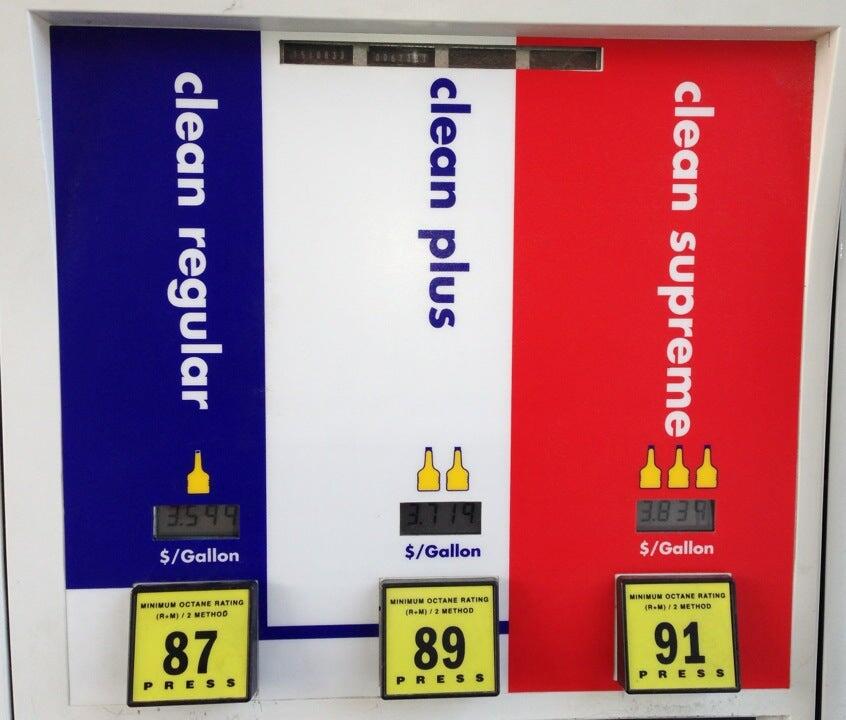 clean regular
clean plus
clean supreme
3.549
3.719
3.839
$/Gallon
$/Gallon
$/Gallon
MINIMUM OCTANE RATING
(R+M) / 2 METHOD
87
PRESS
MINIMUM OCTANE RATING
(R+M) / 2 METHOD
89
PRESS
MINIMUM OCTANE RATING
(R+M) / 2 METHOD
91
PRESS